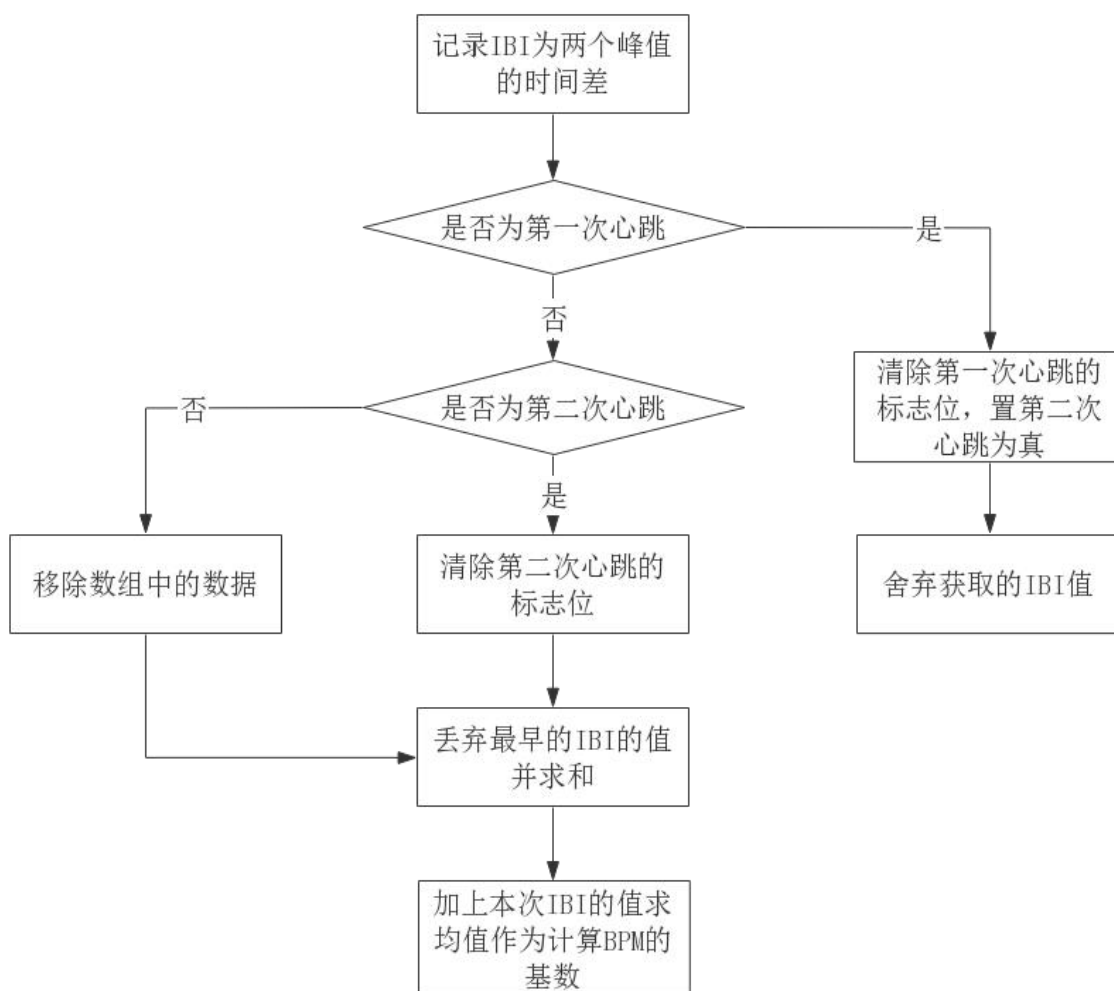 记录IBI为两个峰值
的时间差
是否为第一次心跳
是
否
清除第一次心跳的
标志位，置第二次
心跳为真
是否为第二次心跳
否
是
移除数组中的数据
清除第二次心跳的
标志位
舍弃获取的IBI值
丢弃最早的IBI的值
并求和
加上本次IBI的值求
均值作为计算BPM的
基数